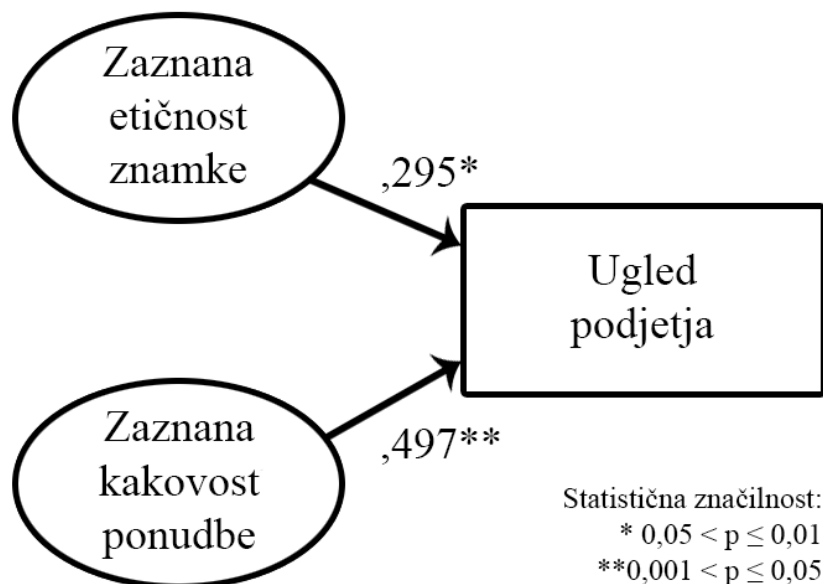 Zaznana
etičnost
znamke
,295*
Ugled
podjetja
Zaznana
kakovost
ponudbe
,497**
Statistična značilnost:
* 0,05 < p ≤ 0,01
**0,001 < p ≤ 0,05